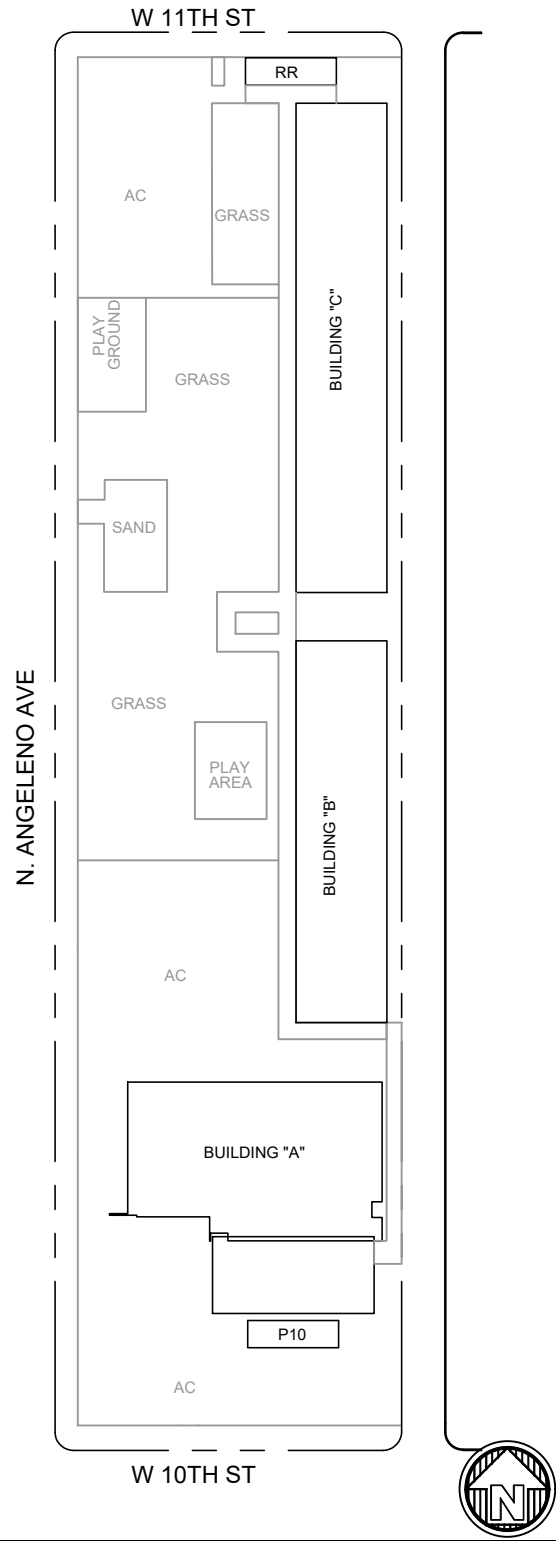 W 11TH ST
RR
AC
GRASS
PLAY
GROUND
GRASS
BUILDING "C"
SAND
N. ANGELENO AVE
GRASS
PLAY
AREA
BUILDING "B"
AC
BUILDING "A"
P10
AC
W 10TH ST
N